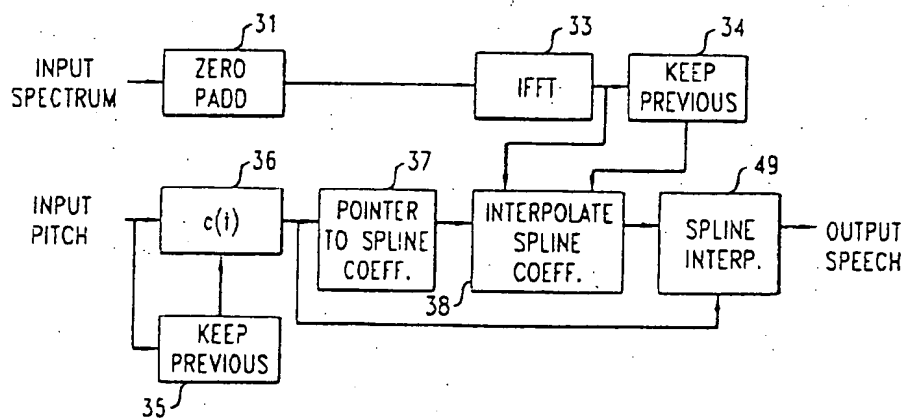 31
33
34
INPUT
SPECTRUM
ZERO
PADD
IFFT
KEEP
PREVIOUS
36
37
49
INPUT
PITCH
c(t)
POINTER
TO SPLINE
COEFF.
INTERPOLATE
SPLINE
COEFF.
SPLINE
INTERP.
OUTPUT
SPEECH
38
KEEP
PREVIOUS
35